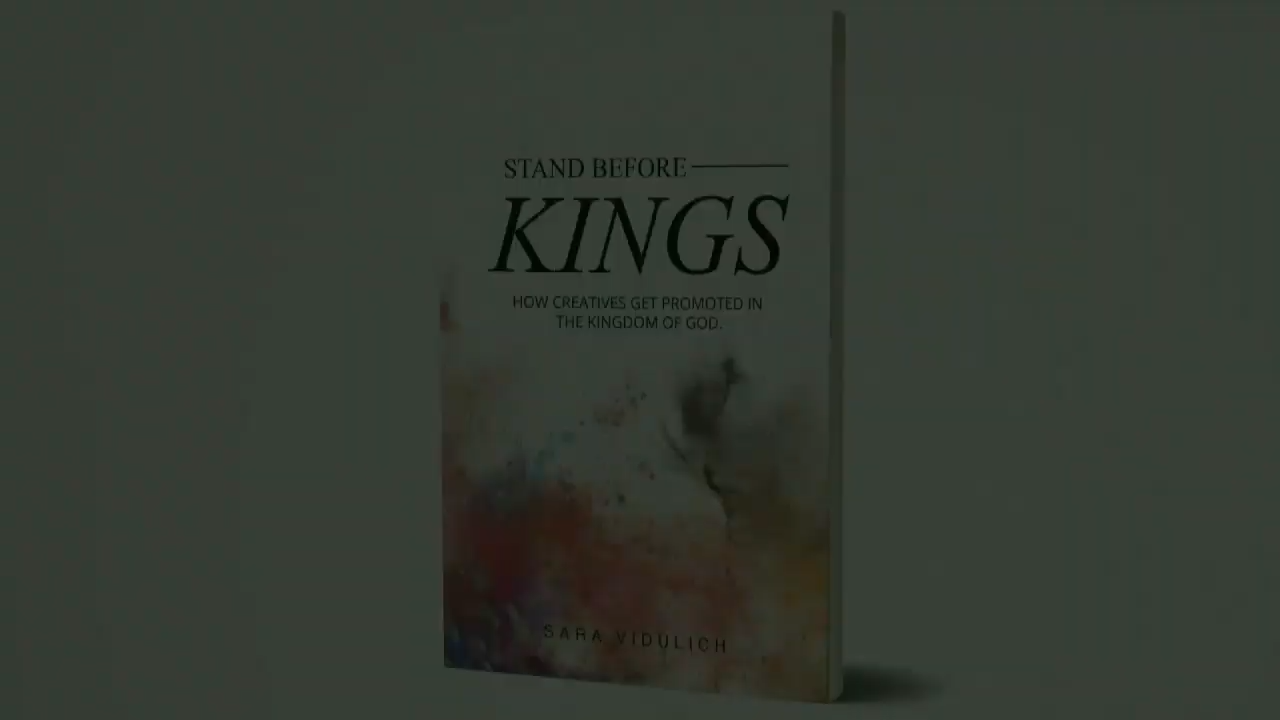 STAND BEFORE
KINGS
HOW CREATIVES GET PROMOTED IN
THE KINGDOM OF GOD.
SARA VIDULICH